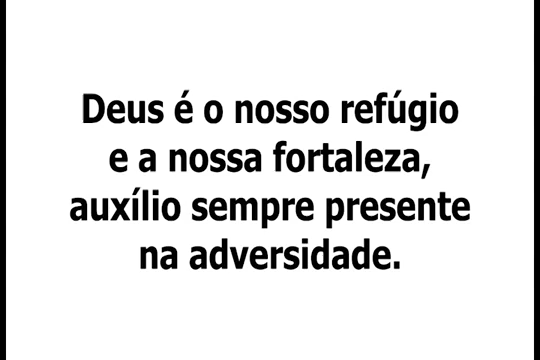 Deus é o nosso refúgio
e a nossa fortaleza,
auxílio sempre presente
na adversidade.